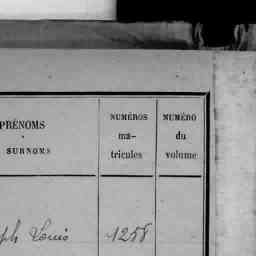 PRÉNOMS
SURNOMS
NUMÉROS
ma-
tricules
NUMÉRO
du
volume
ph Louis 1258